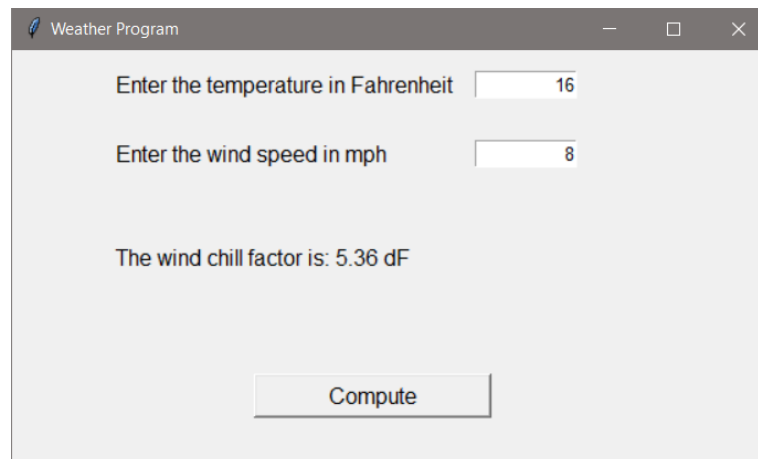 Weather Program
Enter the temperature in Fahrenheit 16
Enter the wind speed in mph 8
The wind chill factor is: 5.36 dF
Compute